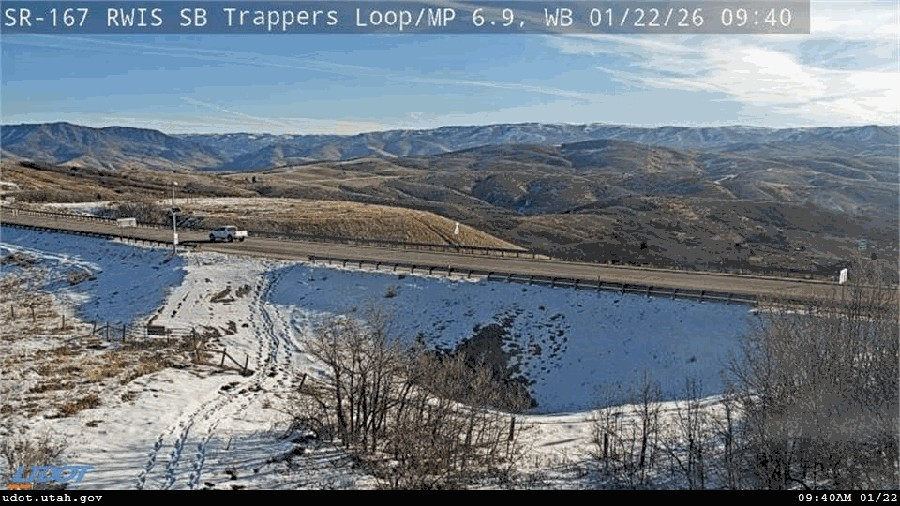 SR-167 RWIS SB Trappers Loop/MP 6.9, WB 01/22/26 09:40
UDOT
udot.utah.gov
09:40AM 01/22